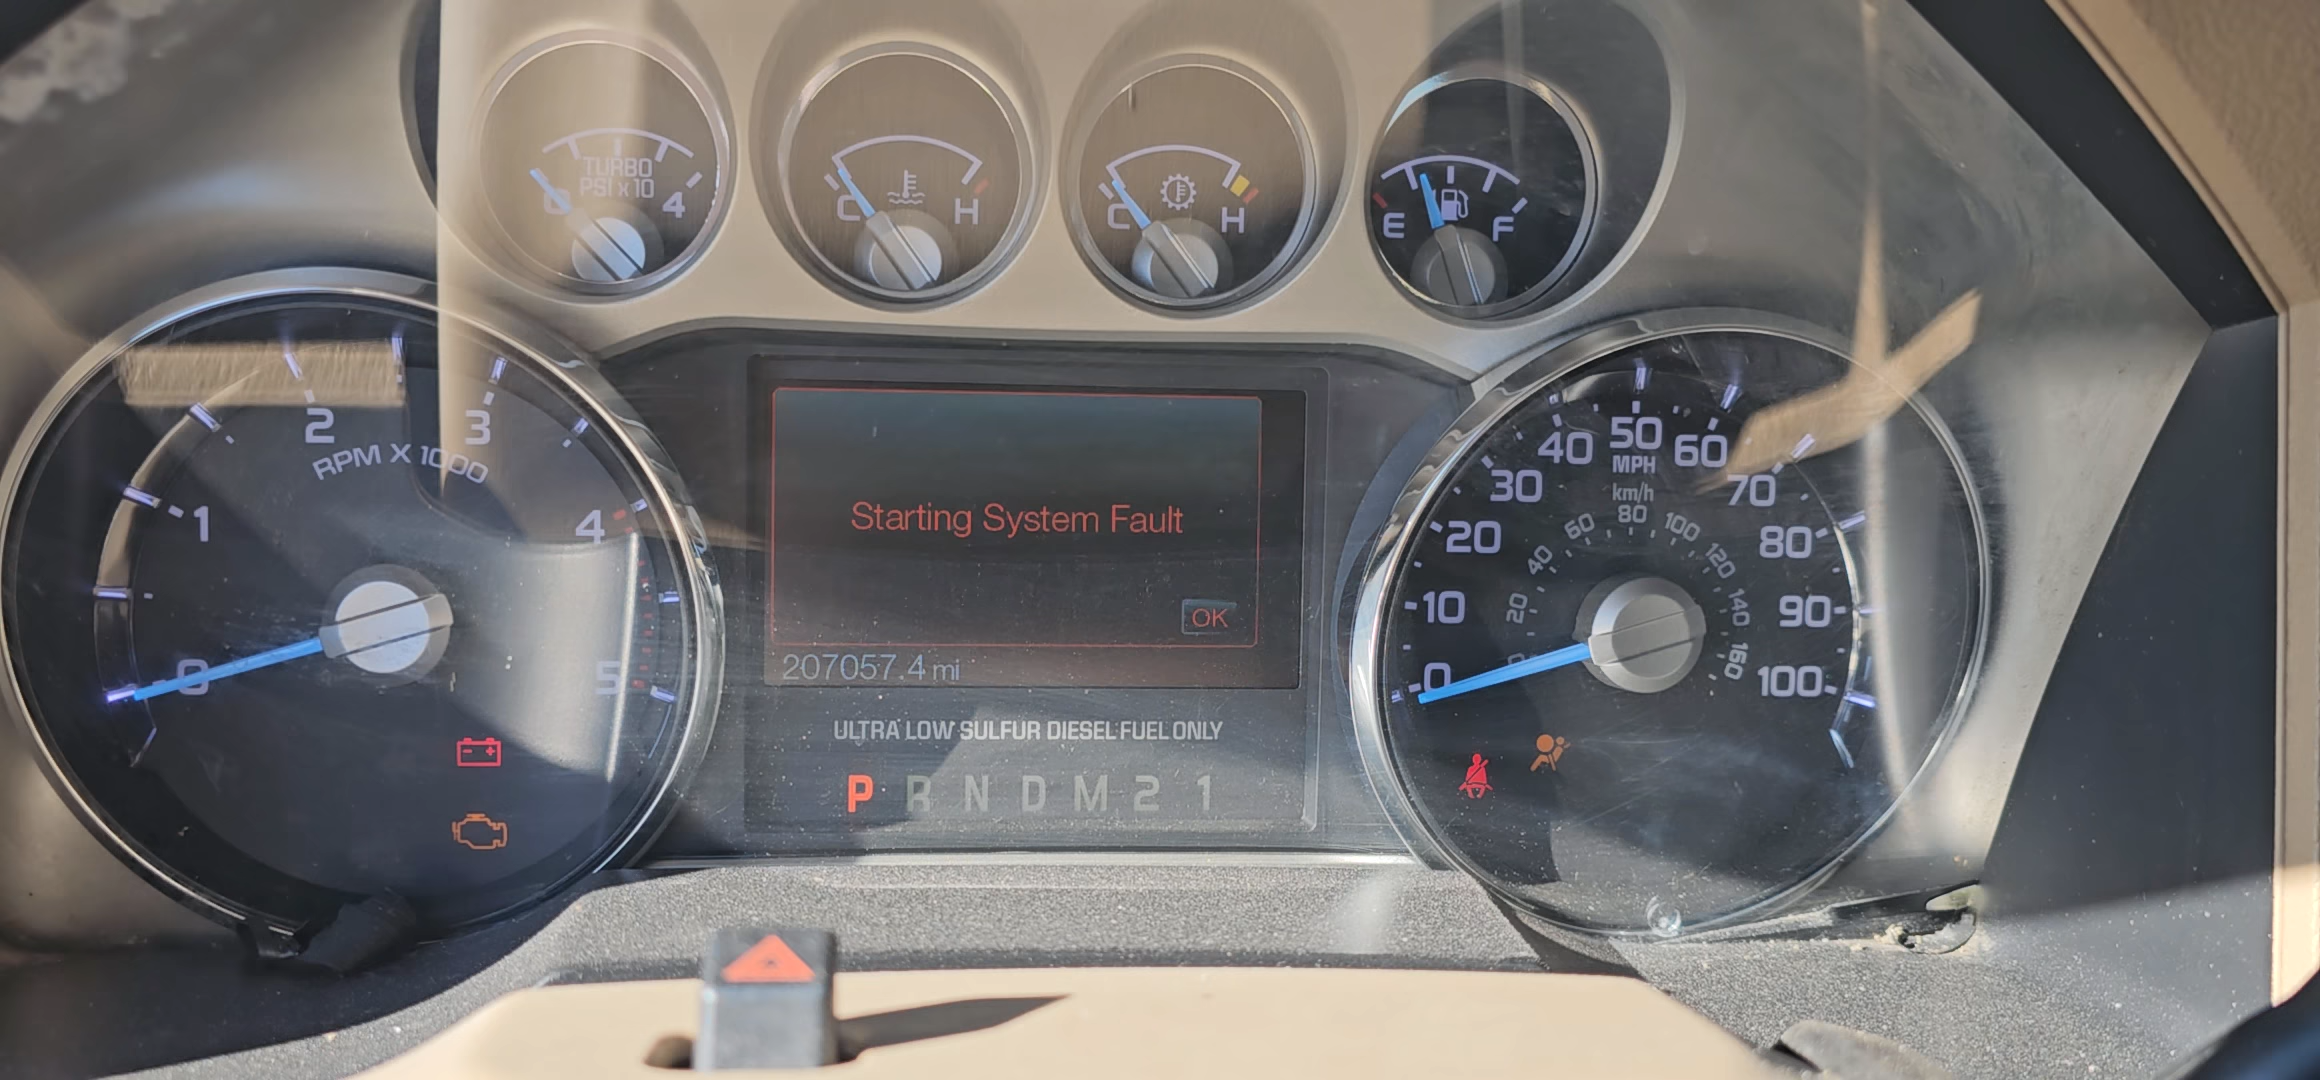 TURBO
PSI x 10
0
4
C
H
C
H
E
F
0
1
2
3
4
5
RPM X 1000
Starting System Fault
OK
207057.4 mi
ULTRA LOW SULFUR DIESEL FUEL ONLY
P R N D M 2 1
0
10
20
30
40
50
60
70
80
90
100
MPH
km/h
0
20
40
60
80
100
120
140
160